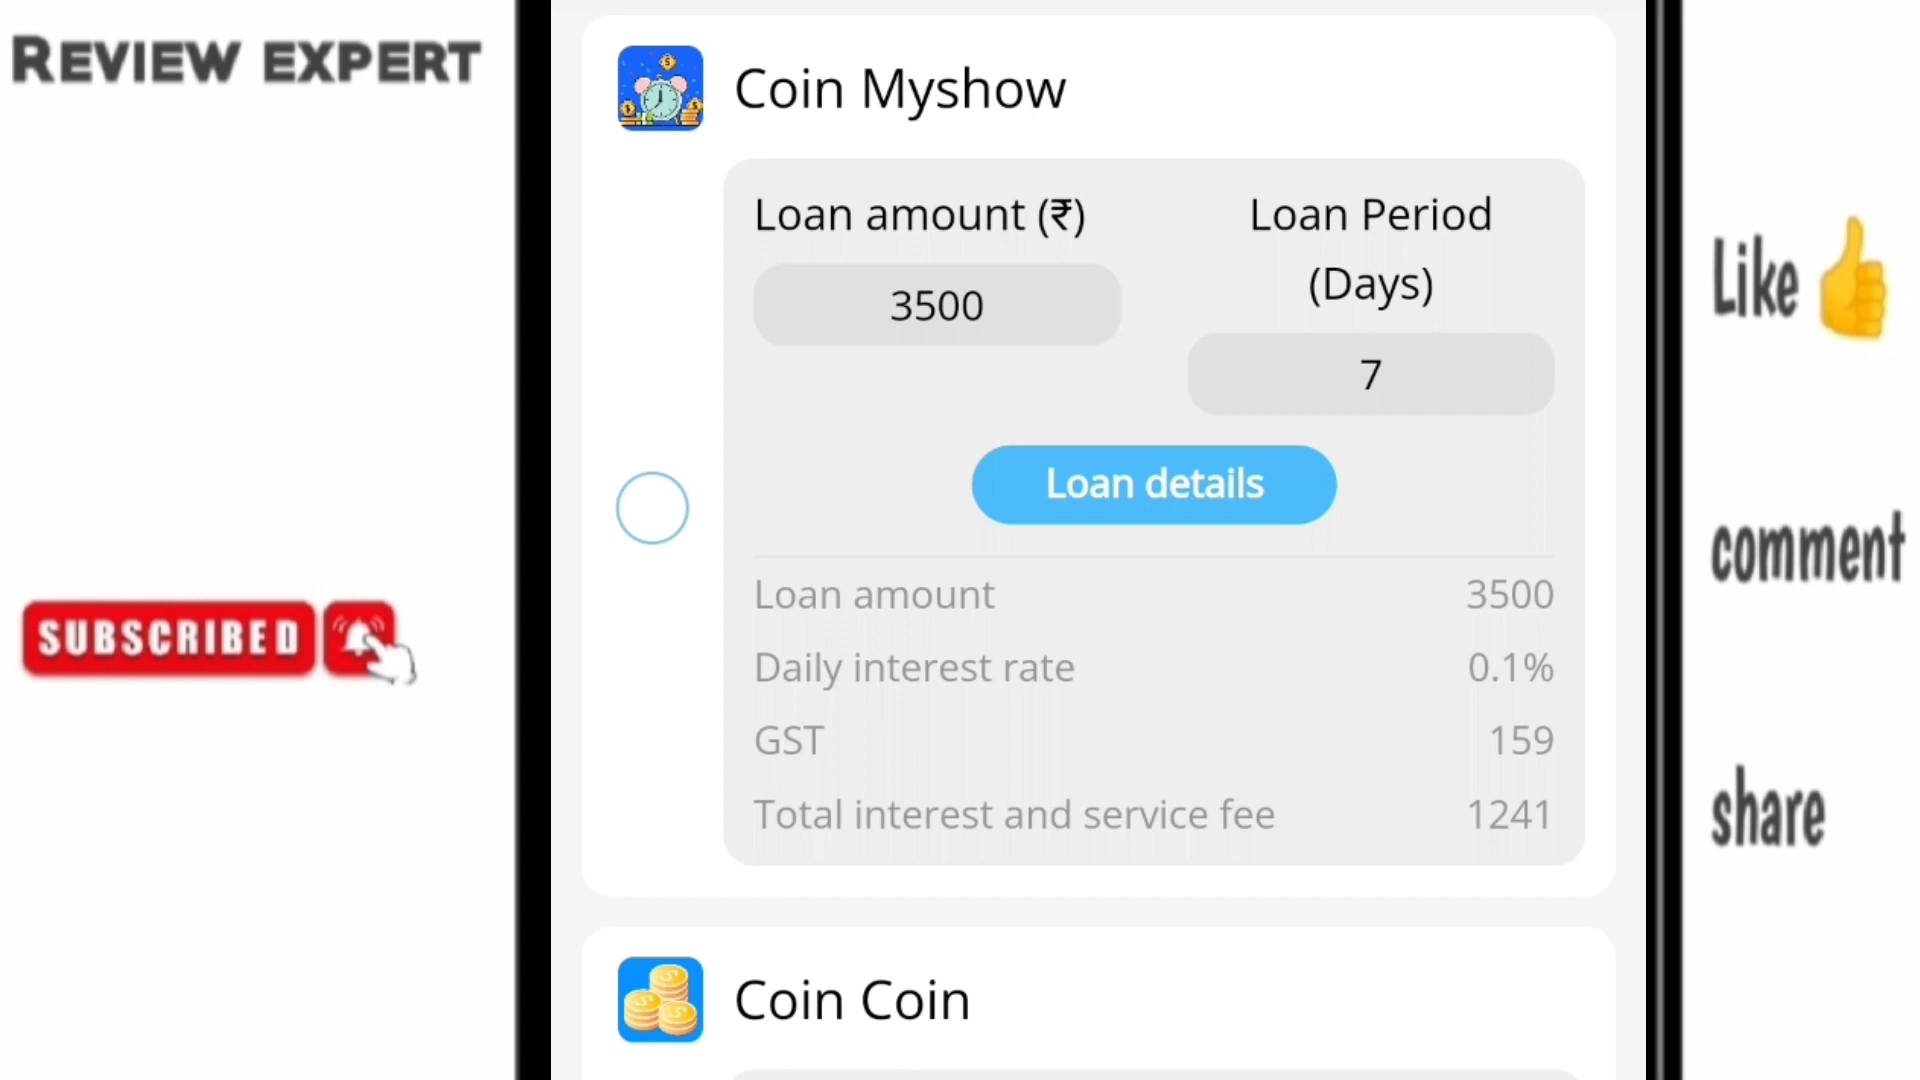 REVIEW EXPERT
SUBSCRIBED
Coin Myshow
Loan amount (₹)
3500
Loan Period
(Days)
7
Loan details
Loan amount 3500
Daily interest rate 0.1%
GST 159
Total interest and service fee 1241
Coin Coin
Like
comment
share